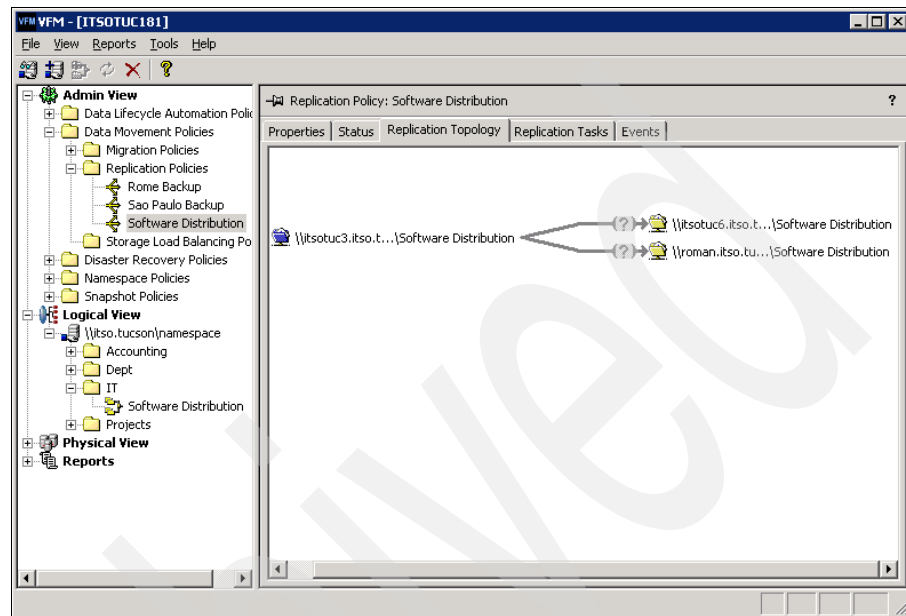 VFM VFM - [ITSOTUC181]
File View Reports Tools Help
Admin View
Data Lifecycle Automation Polic
Data Movement Policies
Migration Policies
Replication Policies
Rome Backup
Sao Paulo Backup
Software Distribution
Storage Load Balancing Po
Disaster Recovery Policies
Namespace Policies
Snapshot Policies
Logical View
\\itso.tucson\namespace
Accounting
Dept
IT
Software Distribution
Projects
Physical View
Reports
Replication Policy: Software Distribution ?
Properties Status Replication Topology Replication Tasks Events
\\itsotuc3.itso.t...\Software Distribution
(?) \\itsotuc6.itso.t...\Software Distribution
(?) \\roman.itso.tu...\Software Distribution